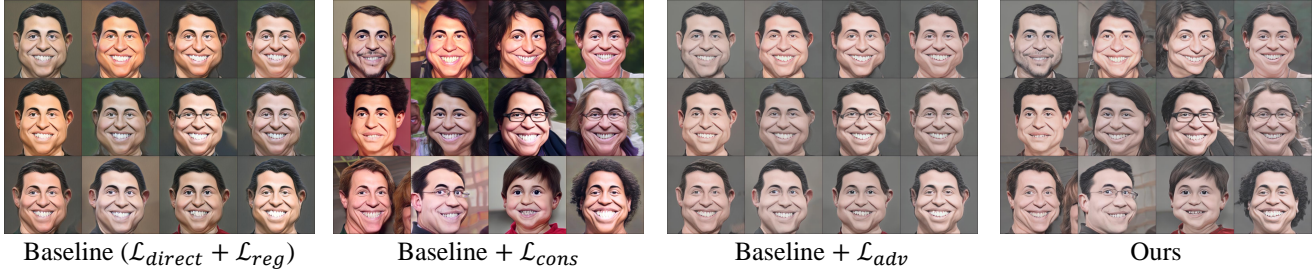 Baseline (ℒ_direct + ℒ_reg)
Baseline + ℒ_cons
Baseline + ℒ_adv
Ours